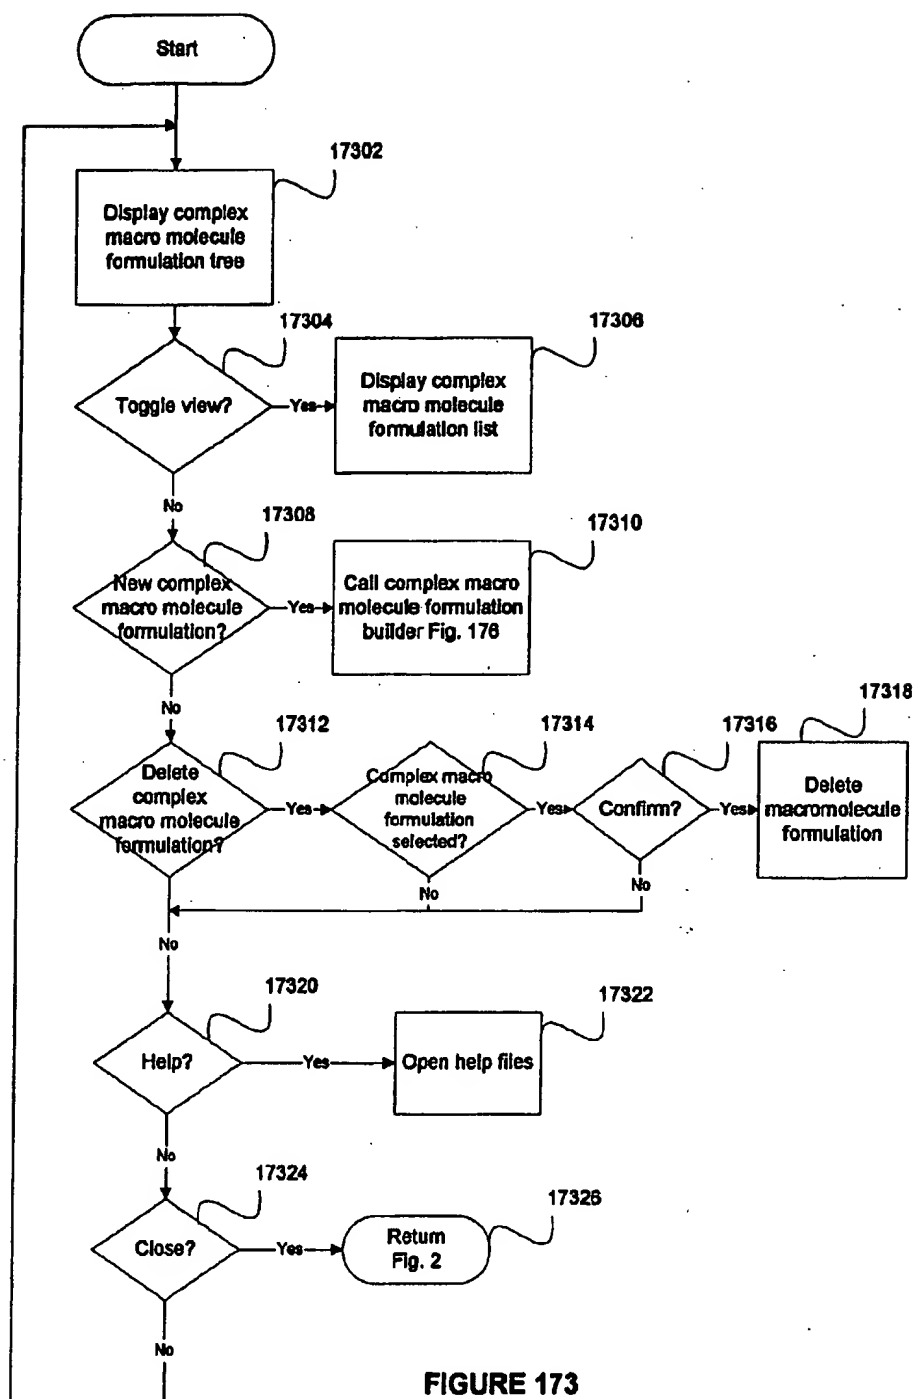 Start
17302
Display complex
macro molecule
formulation tree
17304
Toggle view?
Yes
17306
Display complex
macro molecule
formulation list
No
17308
New complex
macro molecule
formulation?
Yes
17310
Call complex macro
molecule formulation
builder Fig. 176
No
17312
Delete
complex
macro molecule
formulation?
Yes
17314
Complex macro
molecule
formulation
selected?
Yes
17316
Confirm?
Yes
17318
Delete
macromolecule
formulation
No
No
No
17320
Help?
Yes
17322
Open help files
No
17324
Close?
Yes
17326
Return
Fig. 2
No
FIGURE 173